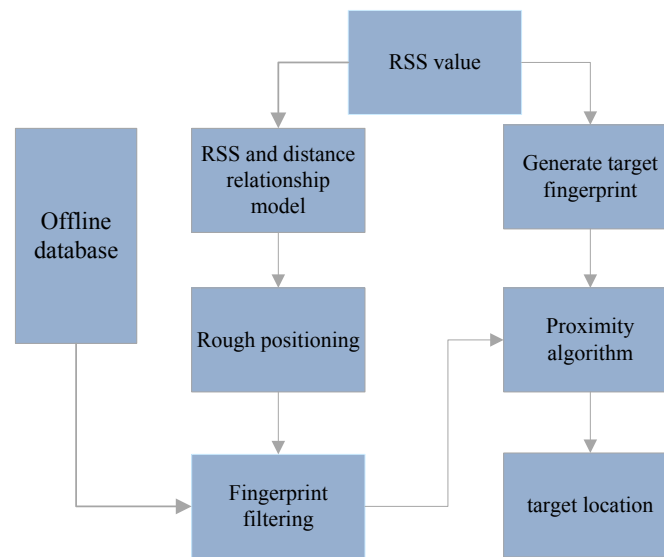 RSS value
RSS and distance
relationship
model
Generate target
fingerprint
Offline
database
Rough positioning
Proximity
algorithm
Fingerprint
filtering
target location